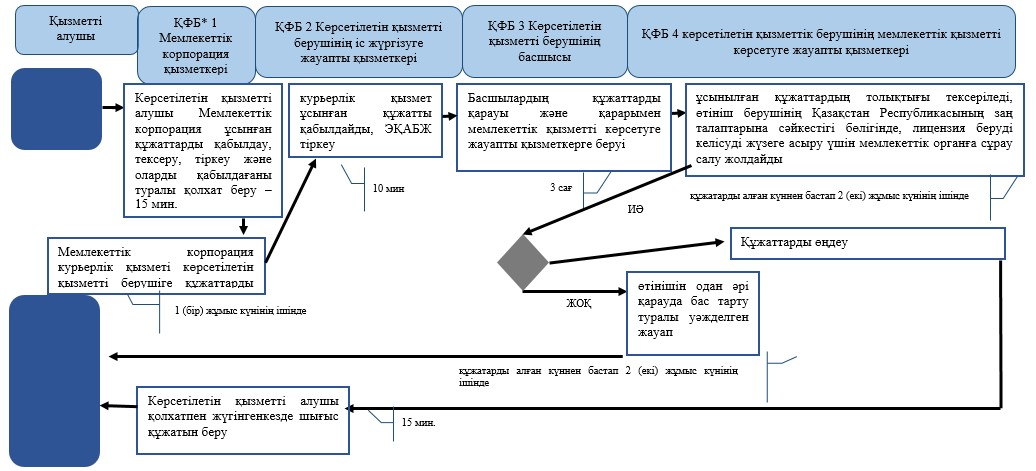 Қызметті
алушы
ҚФБ* 1
Мемлекеттік
корпорация
қызметкері
ҚФБ 2 Көрсетілетін қызметті
берушінің іс жүргізуге
жауапты қызметкері
ҚФБ 3 Көрсетілетін
қызметті берушінің
басшысы
ҚФБ 4 көрсетілетін қызметтік берушінің мемлекеттік қызметті
көрсетуге жауапты қызметкері
Көрсетілетін қызметті
алушы Мемлекеттік
корпорация ұсынған
құжаттарды қабылдау,
тексеру, тіркеу және
оларды қабылдағаны
туралы қолхат беру –
15 мин.
курьерлік қызмет
ұсынған құжатты
қабылдайды, ЭҚАБЖ
тіркеу
Басшылардың құжаттарды
қарауы және қарарымен
мемлекеттік қызметті көрсетуге
жауапты қызметкерге беруі
ұсынылған құжаттардың толықтығы тексеріледі,
өтініш берушінің Қазақстан Республикасының заң
талаптарына сәйкестігі бөлігінде, лицензия беруді
келісуді жүзеге асыру үшін мемлекеттік органға сұрау
салу жолдайды
10 мин
3 сағ
құжатарды алған күннен бастап 2 (екі) жұмыс күнінің ішінде
ИӘ
Мемлекеттік корпорация
курьерлік қызметі көрсетілетін
қызметті берушіге құжаттарды
Құжаттарды өңдеу
1 (бір) жұмыс күнінің ішінде
ЖОҚ
өтінішін одан әрі
қарауда бас тарту
туралы уәжделген
жауап
құжатарды алған күннен бастап 2 (екі) жұмыс күнінің
ішінде
Көрсетілетін қызметті алушы
қолхатпен жүгінгенкезде шығыс
құжатын беру
15 мин.